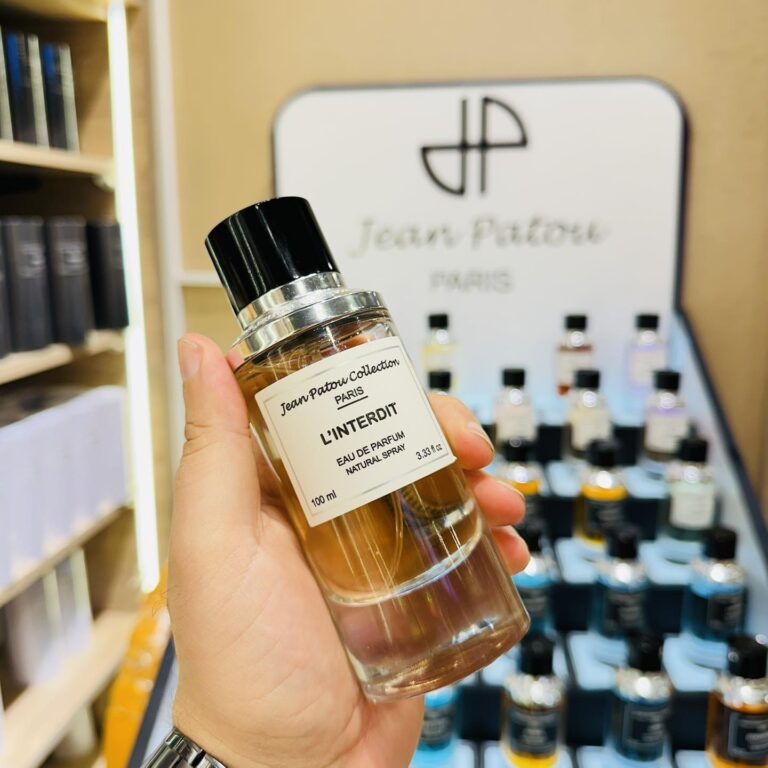 JP
Jean Patou
PARIS
Jean Patou Collection
PARIS
L'INTERDIT
EAU DE PARFUM
NATURAL SPRAY
100 ml
3.33 fl oz